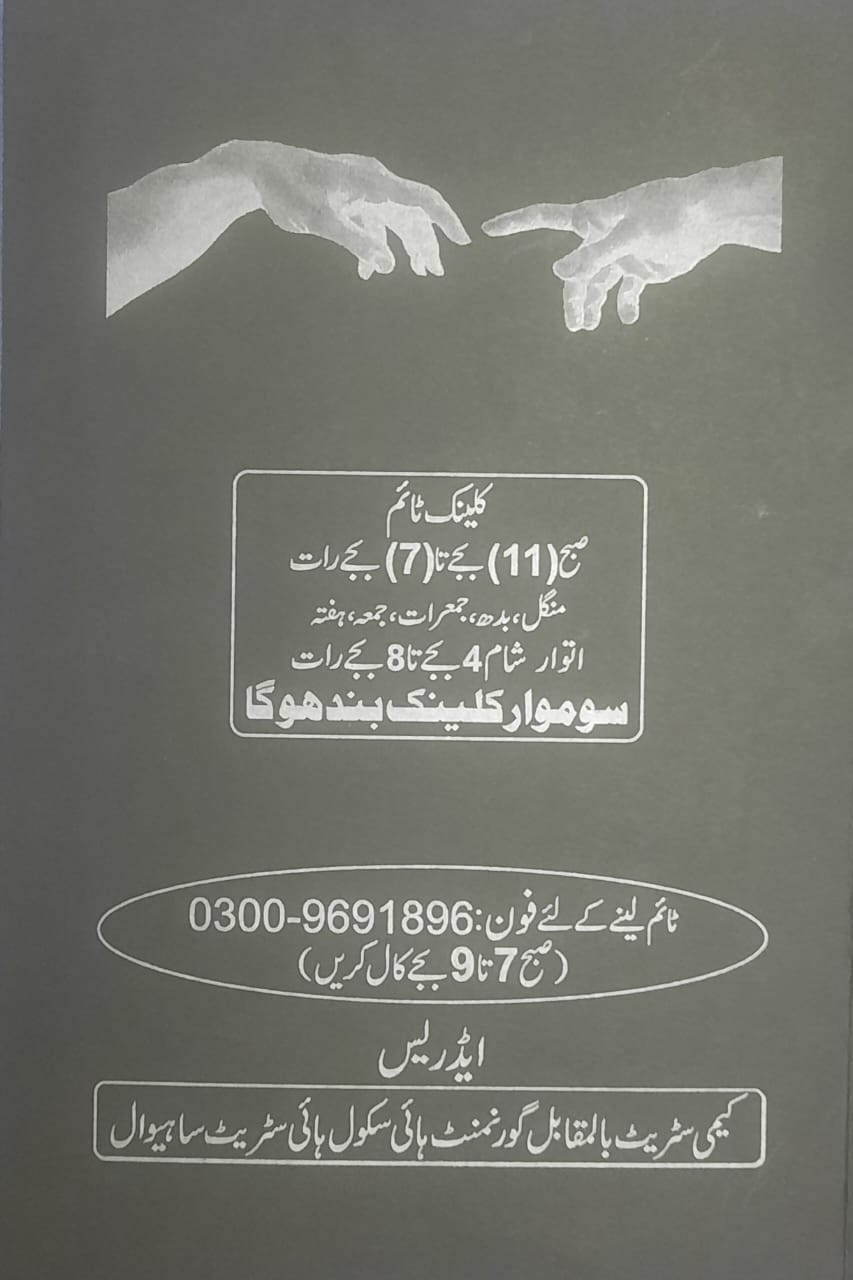 کلینک ٹائم
صبح (11) بجے تا (7) بجے رات
منگل، بدھ، جمعرات، جمعہ، ہفتہ
اتوار شام 4 بجے تا 8 بجے رات
سوموار کلینک بند ھوگا
ٹائم لینے کے لئے فون: 0300-9691896
(صبح 7 تا 9 بجے کال کریں)
ایڈریس
کیمی سٹریٹ بالمقابل گورنمنٹ ہائی سکول ہائی سٹریٹ ساہیوال